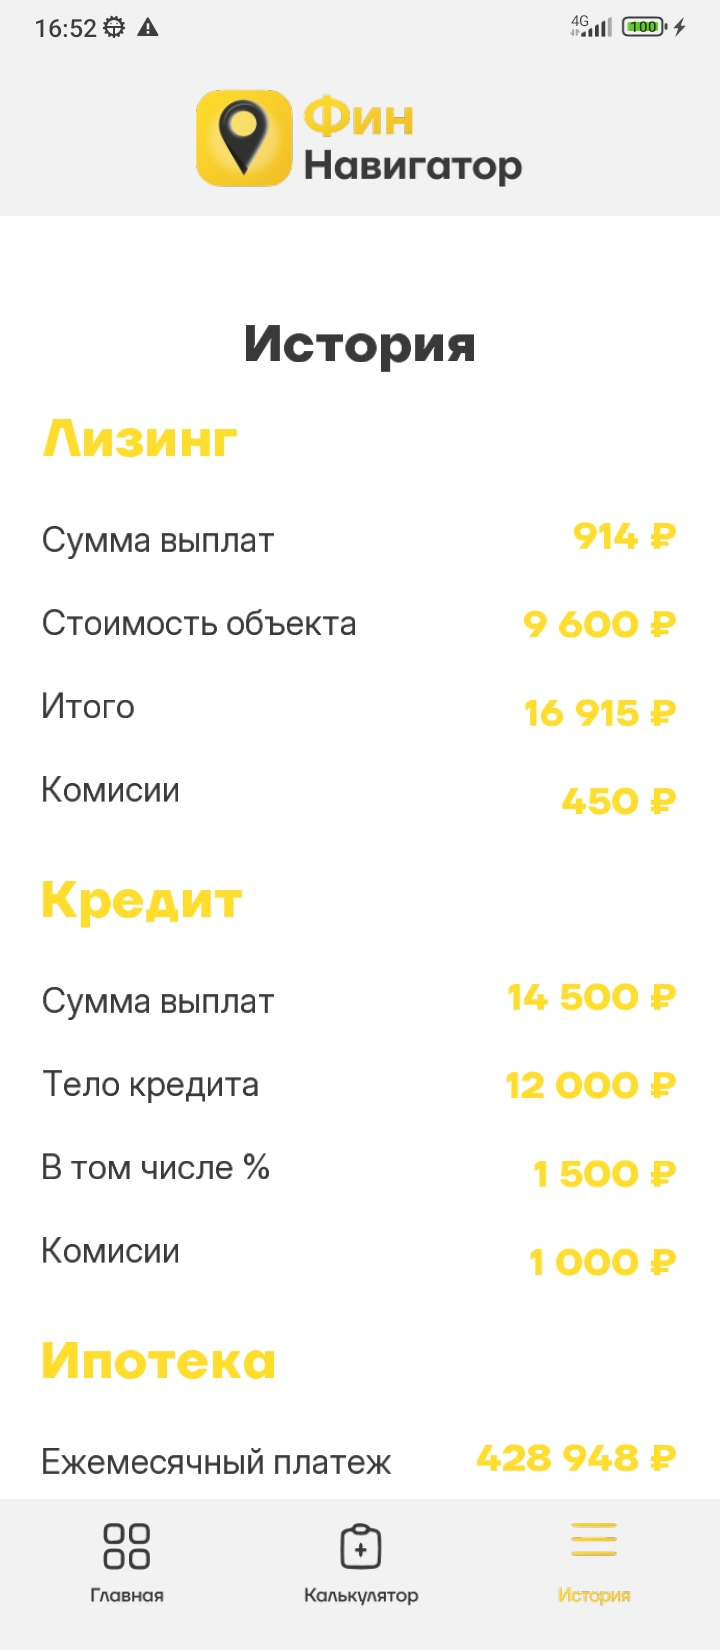 16:52 4G 100
Фин
Навигатор
История
Лизинг
Сумма выплат 914 ₽
Стоимость объекта 9 600 ₽
Итого 16 915 ₽
Комисии 450 ₽
Кредит
Сумма выплат 14 500 ₽
Тело кредита 12 000 ₽
В том числе % 1 500 ₽
Комисии 1 000 ₽
Ипотека
Ежемесячный платеж 428 948 ₽
Главная Калькулятор История